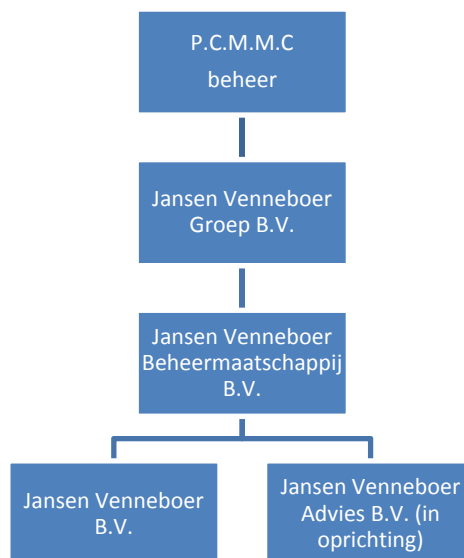 P.C.M.M.C
beheer
Jansen Venneboer
Groep B.V.
Jansen Venneboer
Beheermaatschappij
B.V.
Jansen Venneboer
B.V.
Jansen Venneboer
Advies B.V. (in
oprichting)